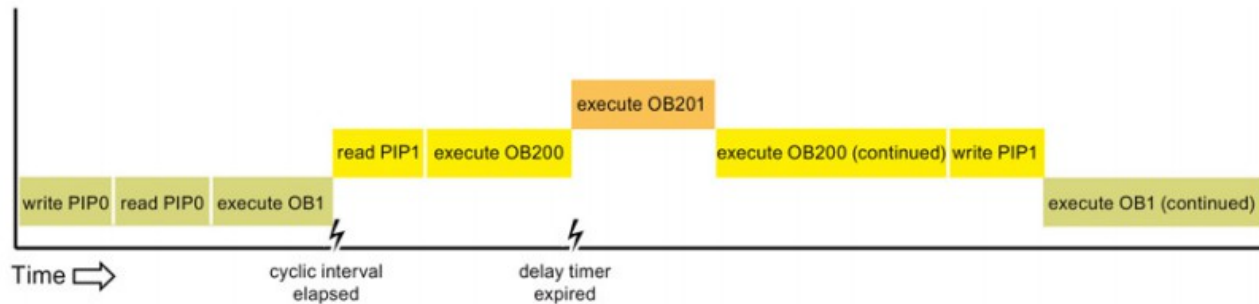 execute OB201
read PIP1
execute OB200
execute OB200 (continued)
write PIP1
write PIP0
read PIP0
execute OB1
execute OB1 (continued)
Time
cyclic interval
elapsed
delay timer
expired